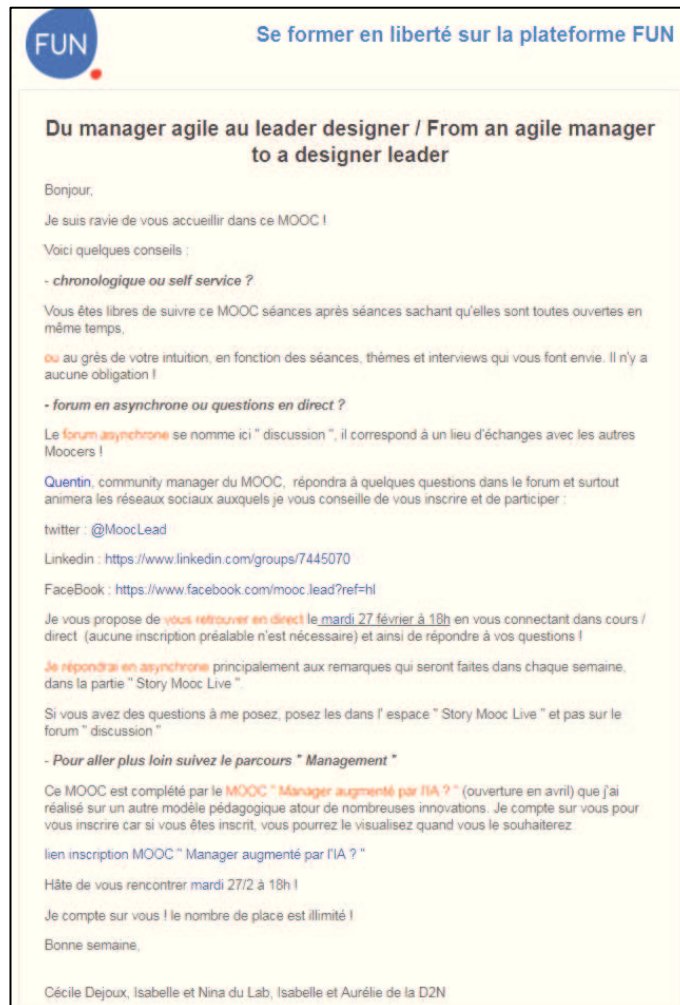 FUN
Se former en liberté sur la plateforme FUN
Du manager agile au leader designer / From an agile manager
to a designer leader
Bonjour,
Je suis ravie de vous accueillir dans ce MOOC !
Voici quelques conseils :
- chronologique ou self service ?
Vous êtes libres de suivre ce MOOC séances après séances sachant qu'elles sont toutes ouvertes en
même temps,
ou au grès de votre intuition, en fonction des séances, thèmes et interviews qui vous font envie. Il n'y a
aucune obligation !
- forum en asynchrone ou questions en direct ?
Le forum asynchrone se nomme ici " discussion ", il correspond à un lieu d'échanges avec les autres
Moocers !
Quentin, community manager du MOOC, répondra à quelques questions dans le forum et surtout
animera les réseaux sociaux auxquels je vous conseille de vous inscrire et de participer :
twitter : @MoocLead
Linkedin : https://www.linkedin.com/groups/7445070
FaceBook : https://www.facebook.com/mooc.lead?ref=hl
Je vous propose de vous retrouver en direct le mardi 27 février à 18h en vous connectant dans cours /
direct (aucune inscription préalable n'est nécessaire) et ainsi de répondre à vos questions !
Je répondrai en asynchrone principalement aux remarques qui seront faites dans chaque semaine,
dans la partie " Story Mooc Live ".
Si vous avez des questions à me posez, posez les dans l' espace " Story Mooc Live " et pas sur le
forum " discussion "
- Pour aller plus loin suivez le parcours " Management "
Ce MOOC est complété par le MOOC " Manager augmenté par l'IA ? " (ouverture en avril) que j'ai
réalisé sur un autre modèle pédagogique atour de nombreuses innovations. Je compte sur vous pour
vous inscrire car si vous êtes inscrit, vous pourrez le visualisez quand vous le souhaiterez
lien inscription MOOC " Manager augmenté par l'IA ? "
Hâte de vous rencontrer mardi 27/2 à 18h !
Je compte sur vous ! le nombre de place est illimité !
Bonne semaine,
Cécile Dejoux, Isabelle et Nina du Lab, Isabelle et Aurélie de la D2N